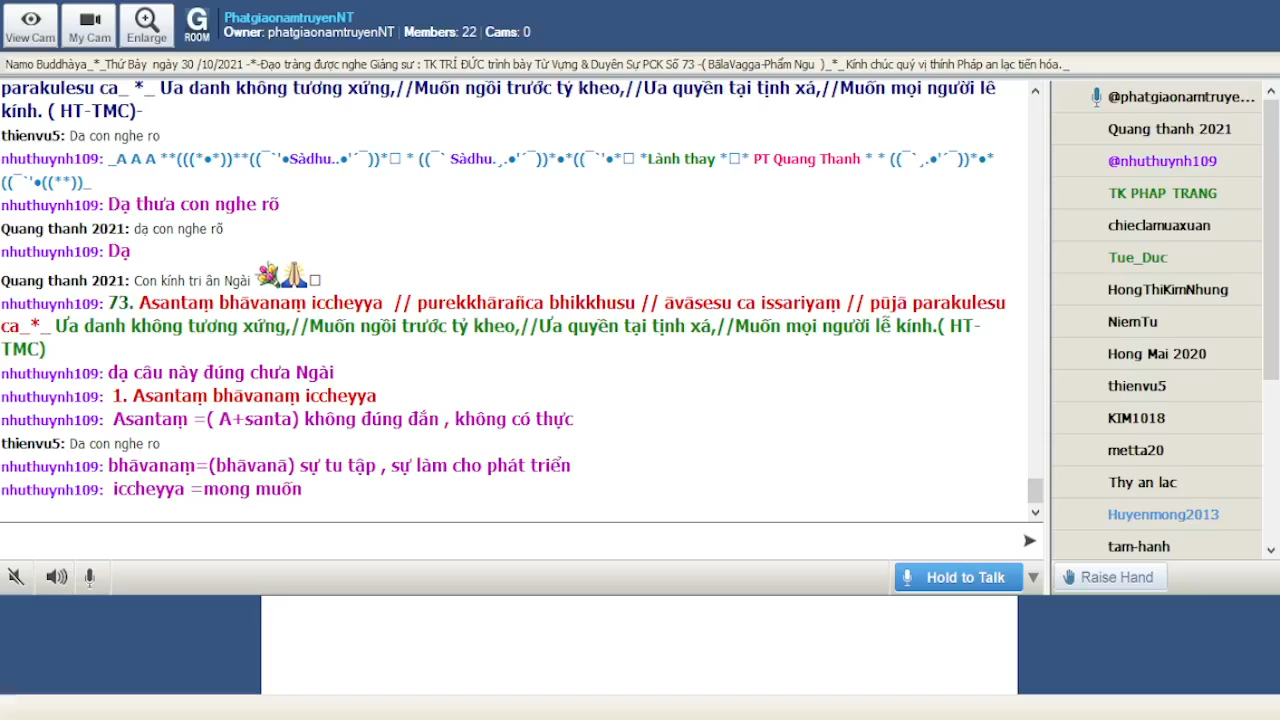 View Cam
My Cam
Enlarge
G
ROOM
PhatgiaonamtruyenNT
Owner: phatgiaonamtruyenNT | Members: 22 | Cams: 0
Namo Buddhàya_*_Thứ Bảy ngày 30 /10/2021 -*-Đạo tràng được nghe Giảng sư : TK TRÍ ĐỨC trình bày Từ Vựng & Duyên Sự PCK Số 73 -( BãlaVagga-Phẩm Ngu )_*_ Kính chúc quý vị thính Pháp an lạc tiến hóa._
parakulesu ca_ *_ Ưa danh không tương xứng,//Muốn ngồi trước tỷ kheo,//Ưa quyền tại tịnh xá,//Muốn mọi người lễ
kính. ( HT-TMC)-
thienvu5: Da con nghe ro
nhuthuynh109: _A A A **(((*•*))**((¯`'•Sàdhu..•'´¯))*□ * ((¯` Sàdhu.¸.•'´¯))*•*((¯`'•*□ *Lành thay *□* PT Quang Thanh * * ((¯`¸.•'´¯))*•*
((¯`'•((**))_
nhuthuynh109: Dạ thưa con nghe rõ
Quang thanh 2021: dạ con nghe rõ
nhuthuynh109: Dạ
Quang thanh 2021: Con kính tri ân Ngài 💐🙏□
nhuthuynh109: 73. Asantaṃ bhāvanaṃ iccheyya // purekkhārañca bhikkhusu // āvāsesu ca issariyaṃ // pūjā parakulesu
ca_*_ Ưa danh không tương xứng,//Muốn ngồi trước tỷ kheo,//Ưa quyền tại tịnh xá,//Muốn mọi người lễ kính.( HT-
TMC)
nhuthuynh109: dạ câu này đúng chưa Ngài
nhuthuynh109: 1. Asantaṃ bhāvanaṃ iccheyya
nhuthuynh109: Asantaṃ =( A+santa) không đúng đắn , không có thực
thienvu5: Da con nghe ro
nhuthuynh109: bhāvanaṃ=(bhāvanā) sự tu tập , sự làm cho phát triển
nhuthuynh109: iccheyya =mong muốn
Hold to Talk
@phatgiaonamtruye...
Quang thanh 2021
@nhuthuynh109
TK PHAP TRANG
chieclamuaxuan
Tue_Duc
HongThiKimNhung
NiemTu
Hong Mai 2020
thienvu5
KIM1018
metta20
Thy an lac
Huyenmong2013
tam-hanh
Raise Hand